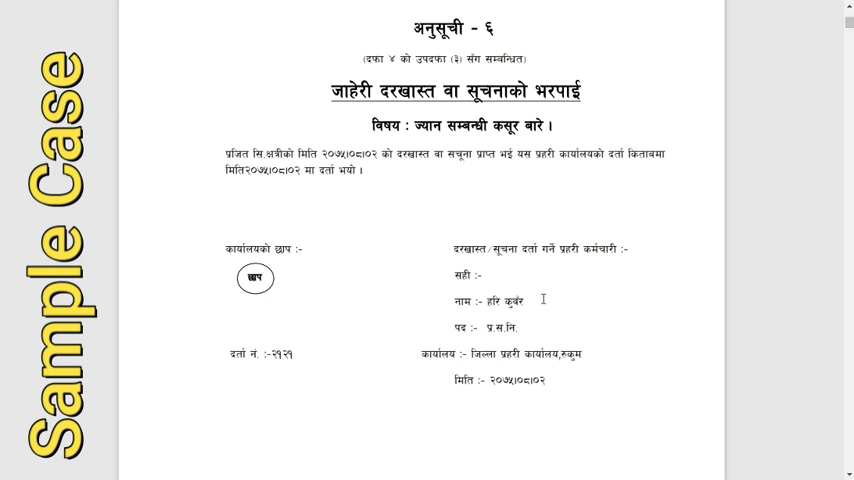 Sample Case
अनुसूची - ६
(दफा ४ को उपदफा (३) सँग सम्बन्धित)
जाहेरी दरखास्त वा सूचनाको भरपाई
विषय : ज्यान सम्बन्धी कसूर बारे ।
प्रजित सि.क्षत्रीको मिति २०७५।०८।०२ को दरखास्त वा सचूना प्राप्त भई यस प्रहरी कार्यालयको दर्ता किताबमा
मिति२०७५।०८।०२ मा दर्ता भयो ।
कार्यालयको छाप :-
दरखास्त/सूचना दर्ता गर्ने प्रहरी कर्मचारी :-
छाप
सही :-
नाम :- हरि कुवँर
पद :- प्र.स.नि.
दर्ता नं. :-२१२१
कार्यालय :- जिल्ला प्रहरी कार्यालय,रुकुम
मिति :- २०७५।०८।०२